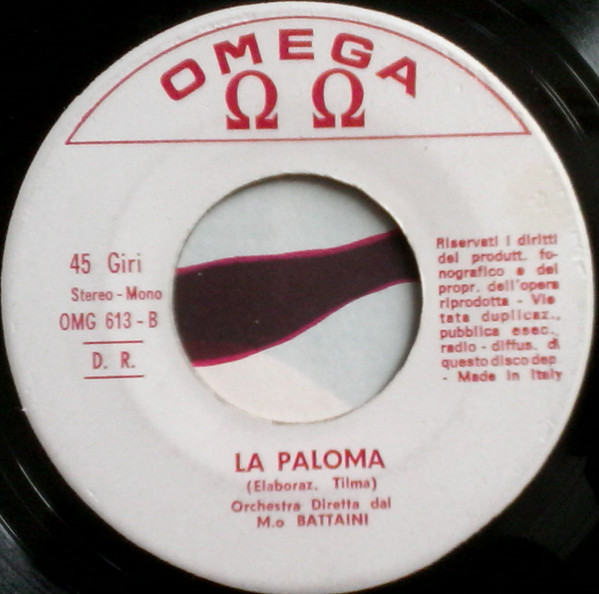 OMEGA
Ω Ω
45 Giri
Stereo - Mono
OMG 613 - B
D. R.
Riservati i diritti
del produtt. fo-
nografico e del
propr. dell'opera
riprodotta - Vie
tata duplicaz.,
pubblica esec.,
radio - diffus. di
questo disco dep
- Made in Italy
LA PALOMA
(Elaboraz. Tilma)
Orchestra Diretta dal
M.o BATTAINI